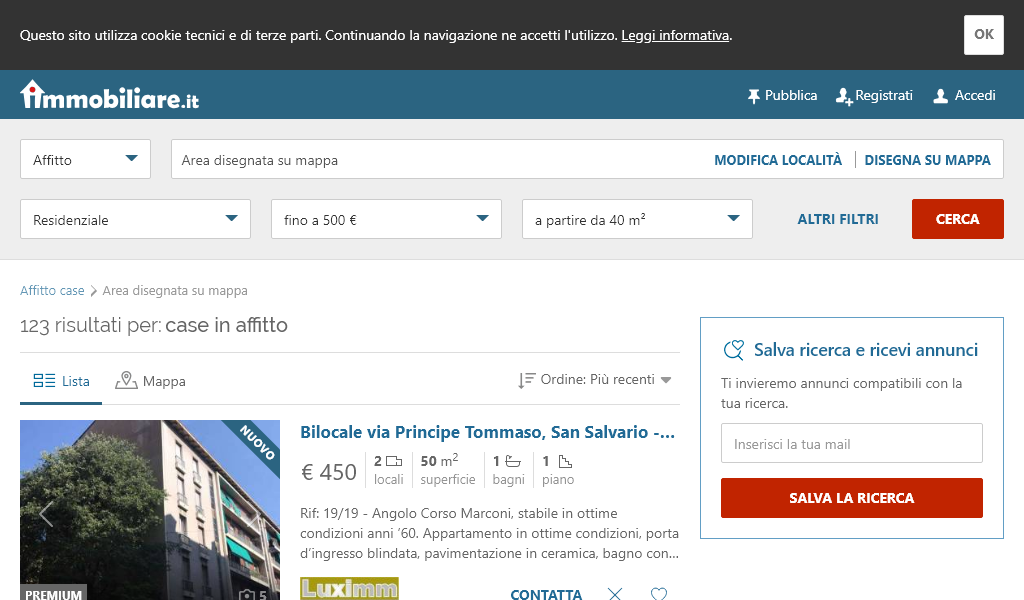 Questo sito utilizza cookie tecnici e di terze parti. Continuando la navigazione ne accetti l'utilizzo. Leggi informativa.
OK
immobiliare.it
Pubblica
Registrati
Accedi
Affitto
Area disegnata su mappa
MODIFICA LOCALITÀ
DISEGNA SU MAPPA
Residenziale
fino a 500 €
a partire da 40 m²
ALTRI FILTRI
CERCA
Affitto case
Area disegnata su mappa
123 risultati per: case in affitto
Lista
Mappa
Ordine: Più recenti
Salva ricerca e ricevi annunci
Ti invieremo annunci compatibili con la
tua ricerca.
Inserisci la tua mail
SALVA LA RICERCA
NUOVO
PREMIUM
5
Bilocale via Principe Tommaso, San Salvario -...
€ 450
2
locali
50 m²
superficie
1
bagni
1
piano
Rif: 19/19 - Angolo Corso Marconi, stabile in ottime
condizioni anni ’60. Appartamento in ottime condizioni, porta
d’ingresso blindata, pavimentazione in ceramica, bagno con...
Luximm
CONTATTA